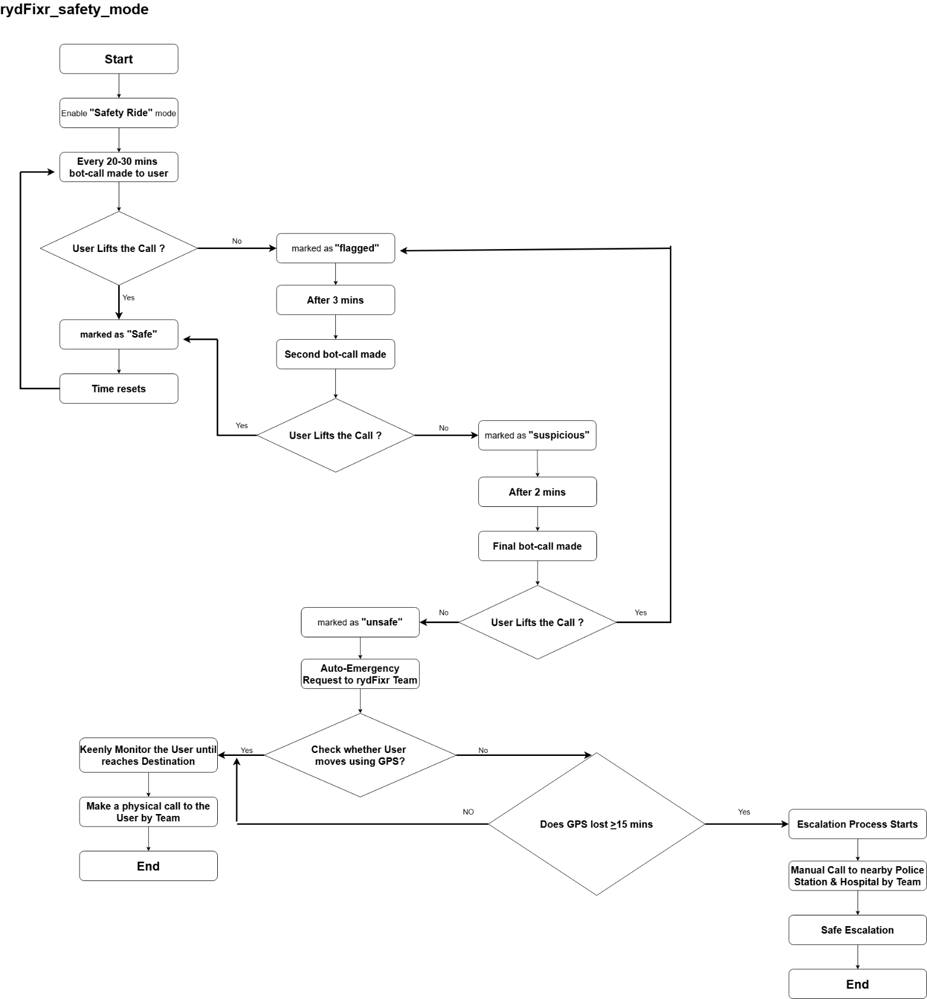 rydFixr_safety_mode
Start
Enable "Safety Ride" mode
Every 20-30 mins
bot-call made to user
User Lifts the Call ?
No
marked as "flagged"
Yes
After 3 mins
marked as "Safe"
Second bot-call made
Time resets
Yes
User Lifts the Call ?
No
marked as "suspicious"
After 2 mins
Final bot-call made
marked as "unsafe"
No
User Lifts the Call ?
Yes
Auto-Emergency
Request to rydFixr Team
Keenly Monitor the User until
reaches Destination
Yes
Check whether User
moves using GPS?
No
Make a physical call to the
User by Team
NO
Does GPS lost ≥15 mins
Yes
Escalation Process Starts
End
Manual Call to nearby Police
Station & Hospital by Team
Safe Escalation
End